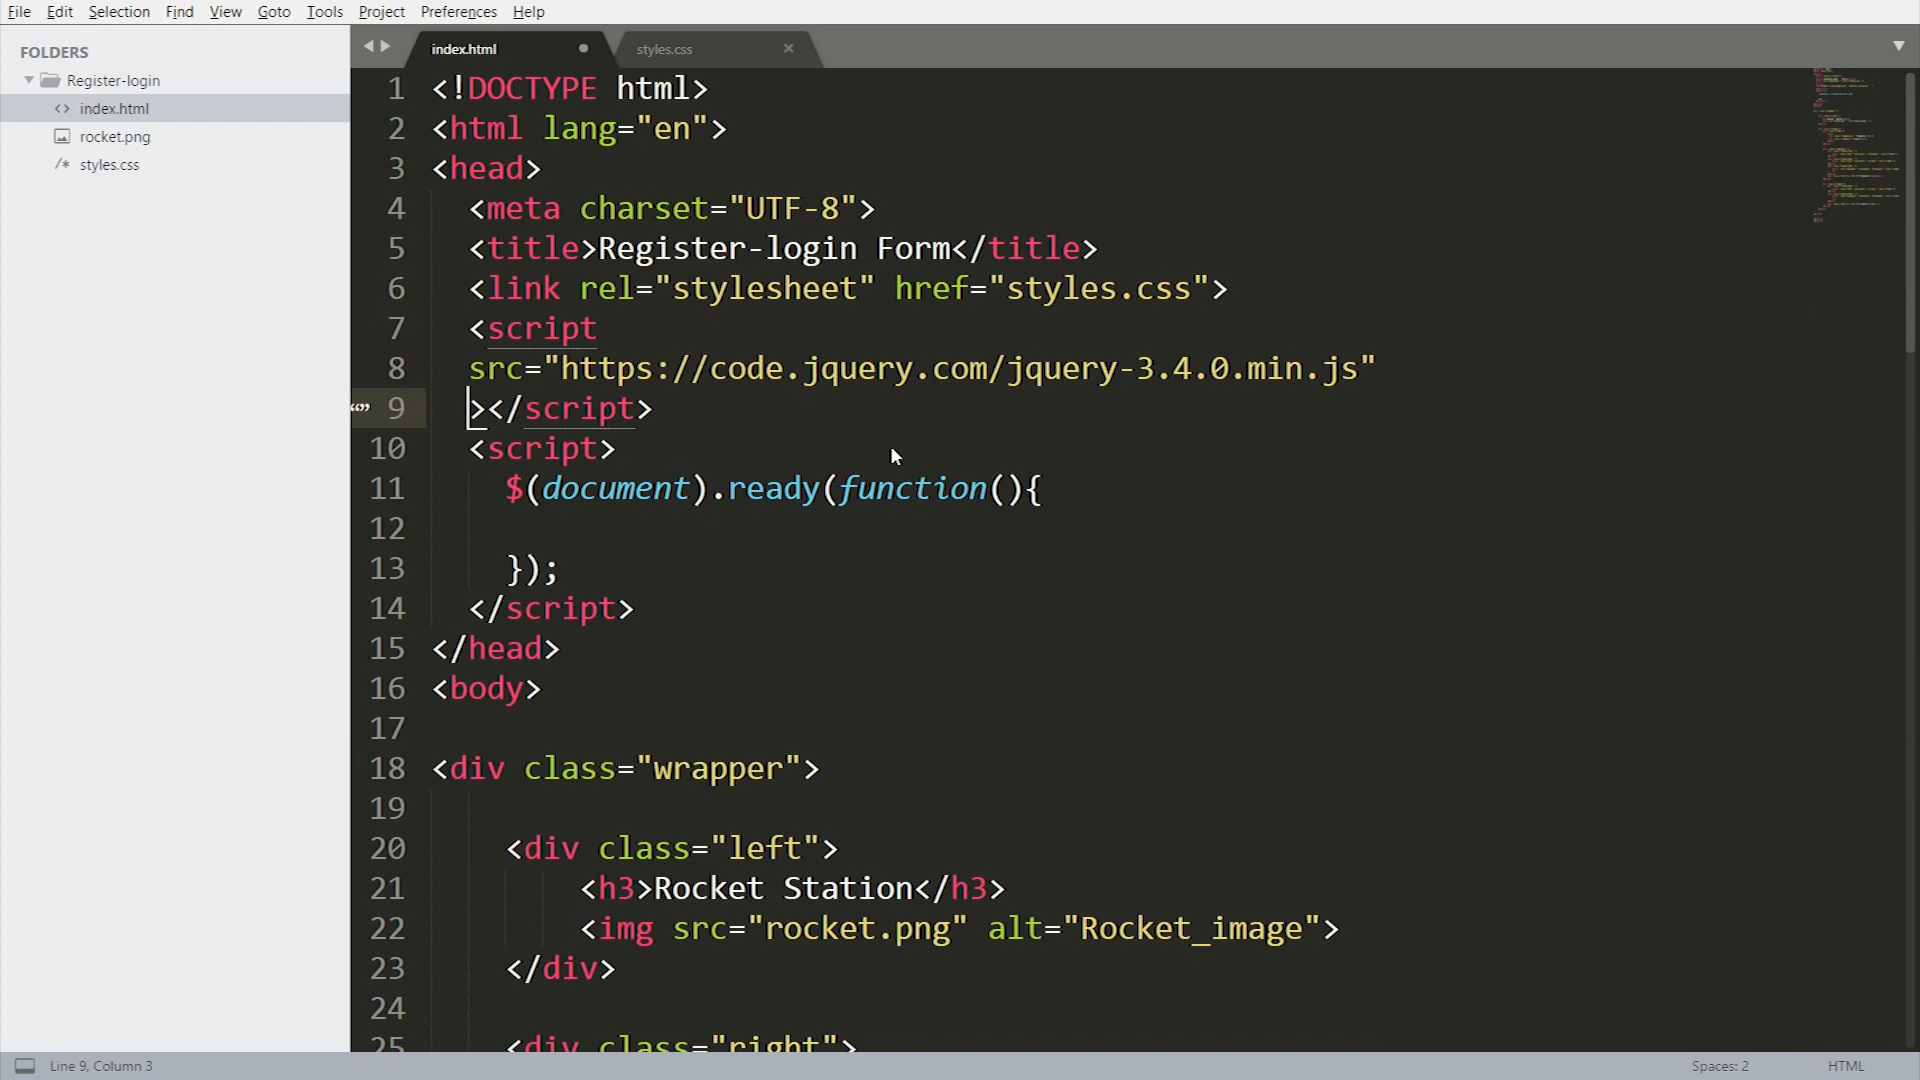 File Edit Selection Find View Goto Tools Project Preferences Help
FOLDERS
Register-login
<> index.html
rocket.png
/* styles.css
index.html
styles.css
1 <!DOCTYPE html>
2 <html lang="en">
3 <head>
4 <meta charset="UTF-8">
5 <title>Register-login Form</title>
6 <link rel="stylesheet" href="styles.css">
7 <script
8 src="https://code.jquery.com/jquery-3.4.0.min.js"
9 ></script>
10 <script>
11 $(document).ready(function(){
12
13 });
14 </script>
15 </head>
16 <body>
17
18 <div class="wrapper">
19
20 <div class="left">
21 <h3>Rocket Station</h3>
22 <img src="rocket.png" alt="Rocket_image">
23 </div>
24
25 <div class="right">
Line 9, Column 3
Spaces: 2 HTML